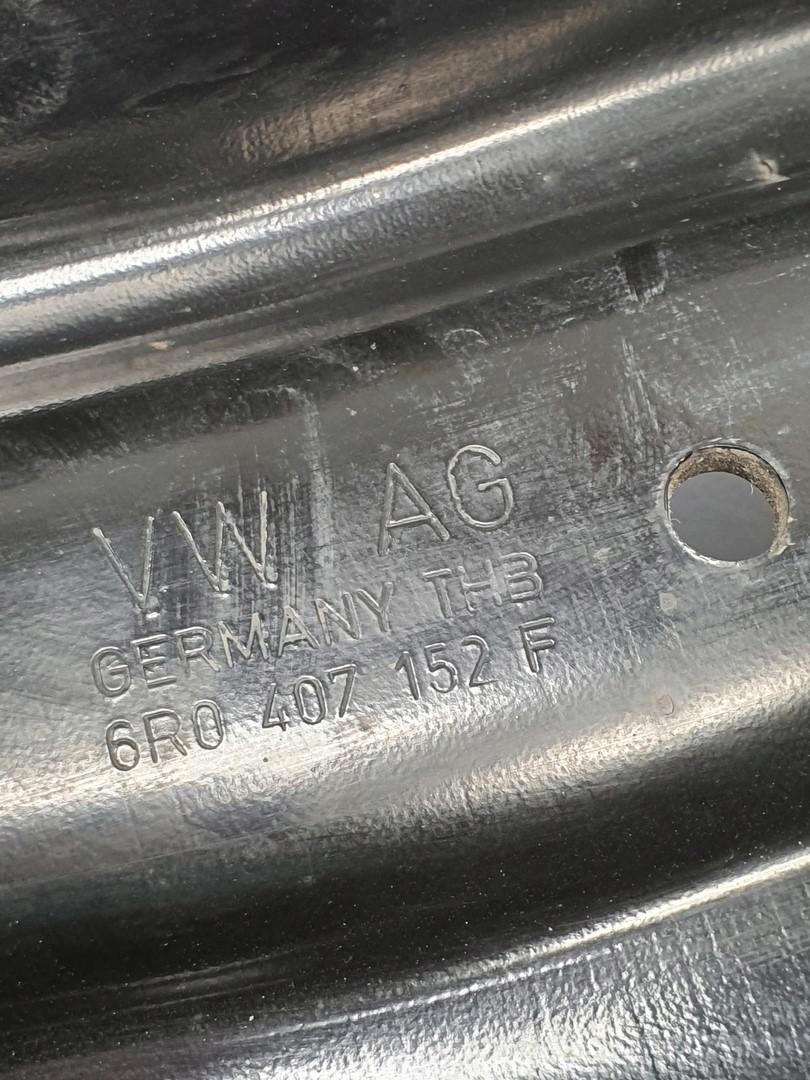 VW AG
GERMANY THB
6R0 407 152 F